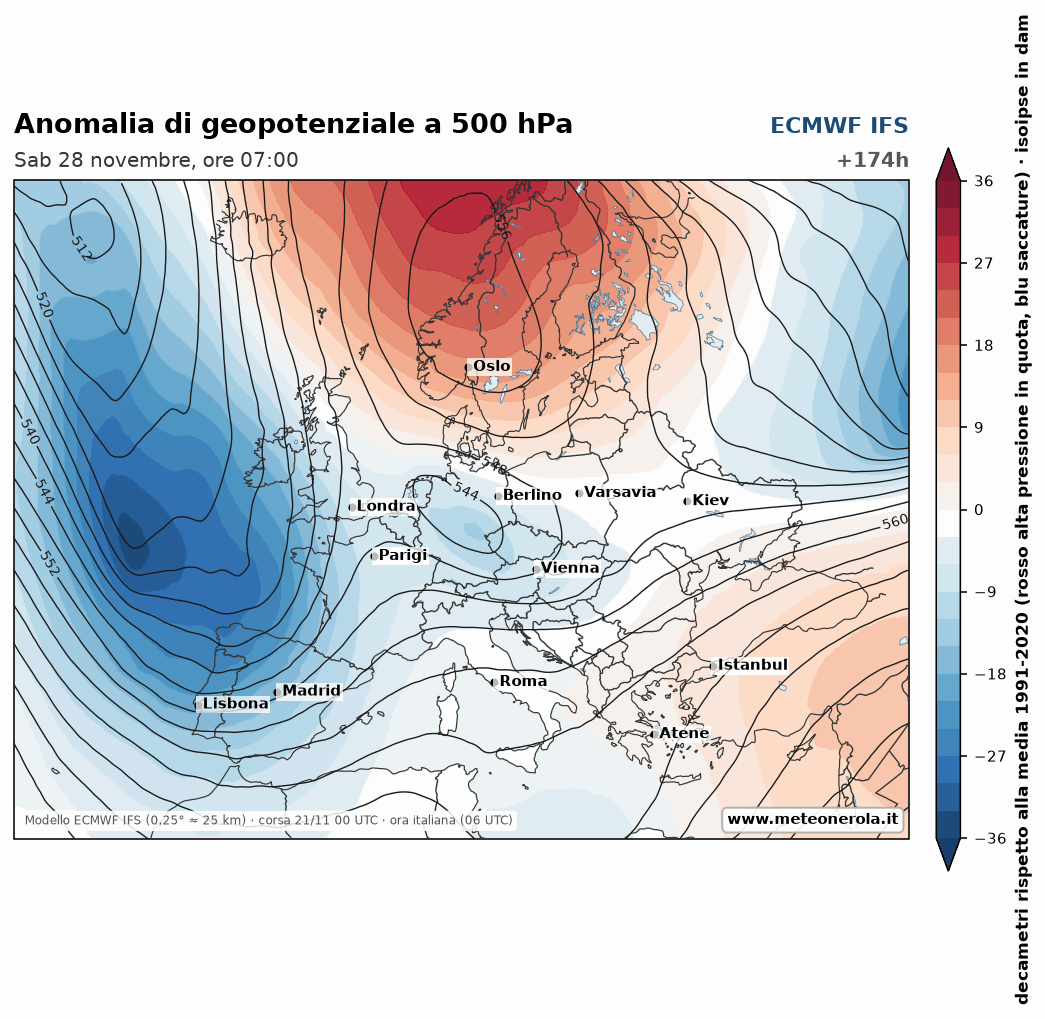 Anomalia di geopotenziale a 500 hPa
ECMWF IFS
Sab 28 novembre, ore 07:00
+174h
512
520
540
544
552
544
560
Oslo
Londra
Berlino
Varsavia
Kiev
Parigi
Vienna
Istanbul
Madrid
Roma
Lisbona
Atene
Modello ECMWF IFS (0,25° ≈ 25 km) · corsa 21/11 00 UTC · ora italiana (06 UTC)
www.meteonerola.it
36
27
18
9
0
−9
−18
−27
−36
decametri rispetto alla media 1991-2020 (rosso alta pressione in quota, blu saccature) · isoipse in dam